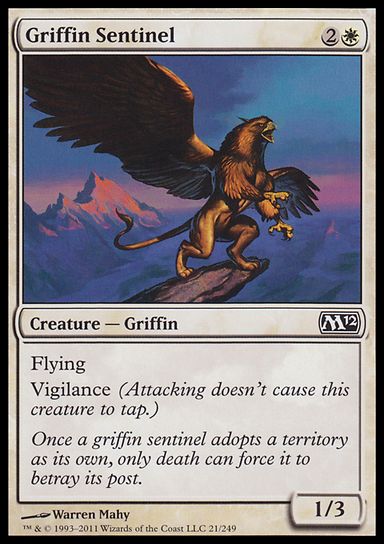 Griffin Sentinel 2
Creature — Griffin M12
Flying
Vigilance (Attacking doesn't cause this
creature to tap.)
Once a griffin sentinel adopts a territory
as its own, only death can force it to
betray its post.
1/3
Warren Mahy
™ & © 1993–2011 Wizards of the Coast LLC 21/249